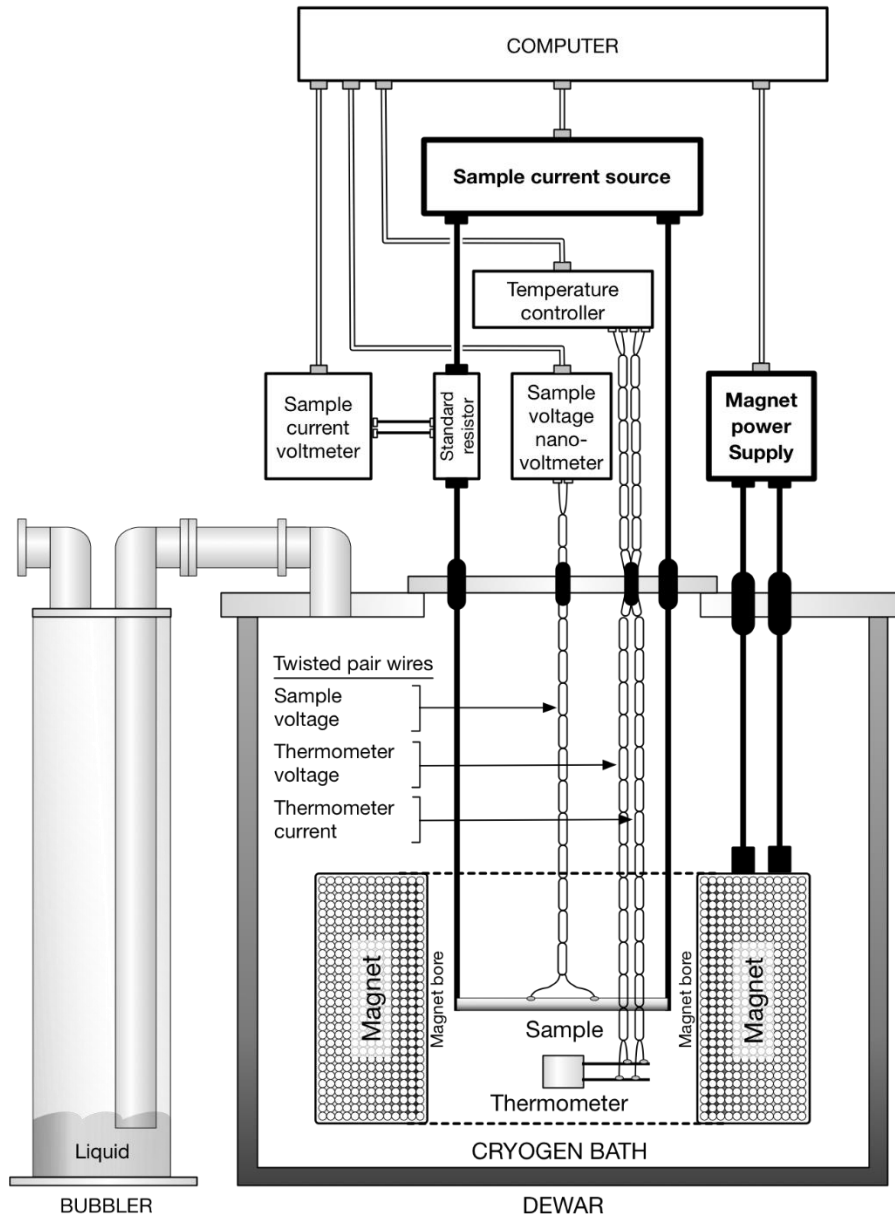 COMPUTER
Sample current source
Temperature
controller
Sample
current
voltmeter
Standard
resistor
Sample
voltage
nano-
voltmeter
Magnet
power
Supply
Twisted pair wires
Sample
voltage
Thermometer
voltage
Thermometer
current
Magnet
Magnet bore
Magnet bore
Magnet
Sample
Thermometer
Liquid
CRYOGEN BATH
BUBBLER
DEWAR